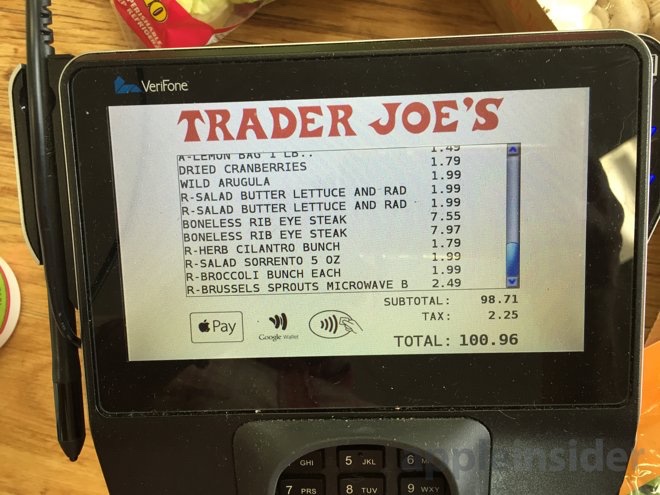 VeriFone
TRADER JOE'S
A-LEMON BAG 1 LB.. 1.49
DRIED CRANBERRIES 1.79
WILD ARUGULA 1.99
R-SALAD BUTTER LETTUCE AND RAD 1.99
R-SALAD BUTTER LETTUCE AND RAD 1.99
BONELESS RIB EYE STEAK 7.55
BONELESS RIB EYE STEAK 7.97
R-HERB CILANTRO BUNCH 1.79
R-SALAD SORRENTO 5 OZ 1.99
R-BROCCOLI BUNCH EACH 1.99
R-BRUSSELS SPROUTS MICROWAVE B 2.49
SUBTOTAL: 98.71
TAX: 2.25
TOTAL: 100.96
Pay
Google Wallet
GHI 5 JKL 6
7 PRS 8 TUV 9 WXY
appleinsider